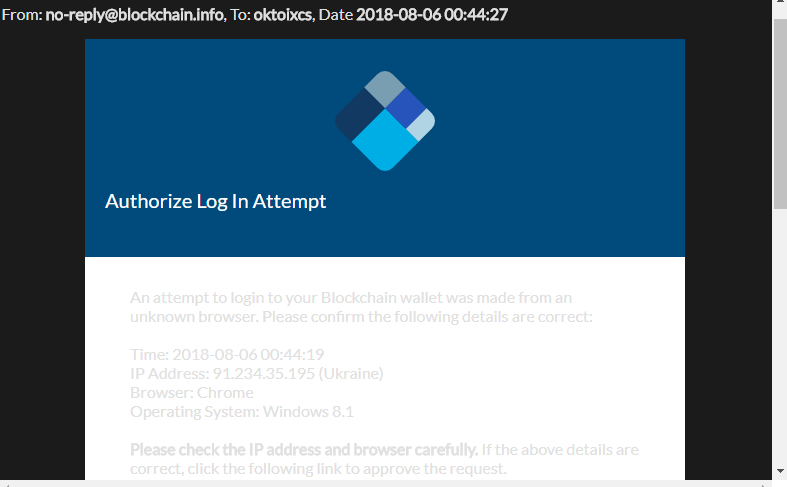 From: no-reply@blockchain.info, To: oktoixcs, Date 2018-08-06 00:44:27
Authorize Log In Attempt
An attempt to login to your Blockchain wallet was made from an
unknown browser. Please confirm the following details are correct:
Time: 2018-08-06 00:44:19
IP Address: 91.234.35.195 (Ukraine)
Browser: Chrome
Operating System: Windows 8.1
Please check the IP address and browser carefully. If the above details are
correct, click the following link to approve the request.